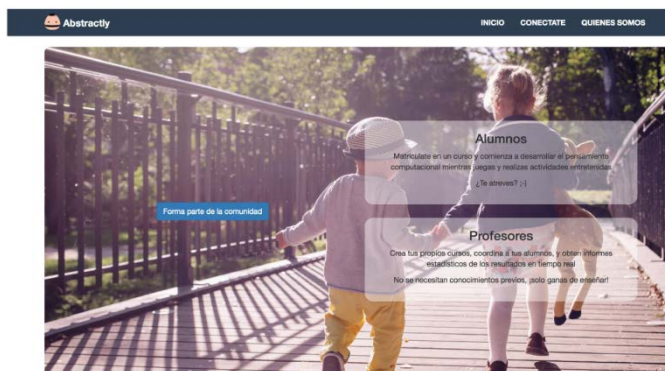 Abstractly
INICIO CONECTATE QUIENES SOMOS
Forma parte de la comunidad
Alumnos
Matriculate en un curso y comienza a desarrollar el pensamiento
computacional mientras juegas y realizas actividades entretenidas
¿Te atreves? ;-)
Profesores
Crea tus propios cursos, coordina a tus alumnos, y obten informes
estadísticos de los resultados en tiempo real
No se necesitan conocimientos previos, ¡solo ganas de enseñar!